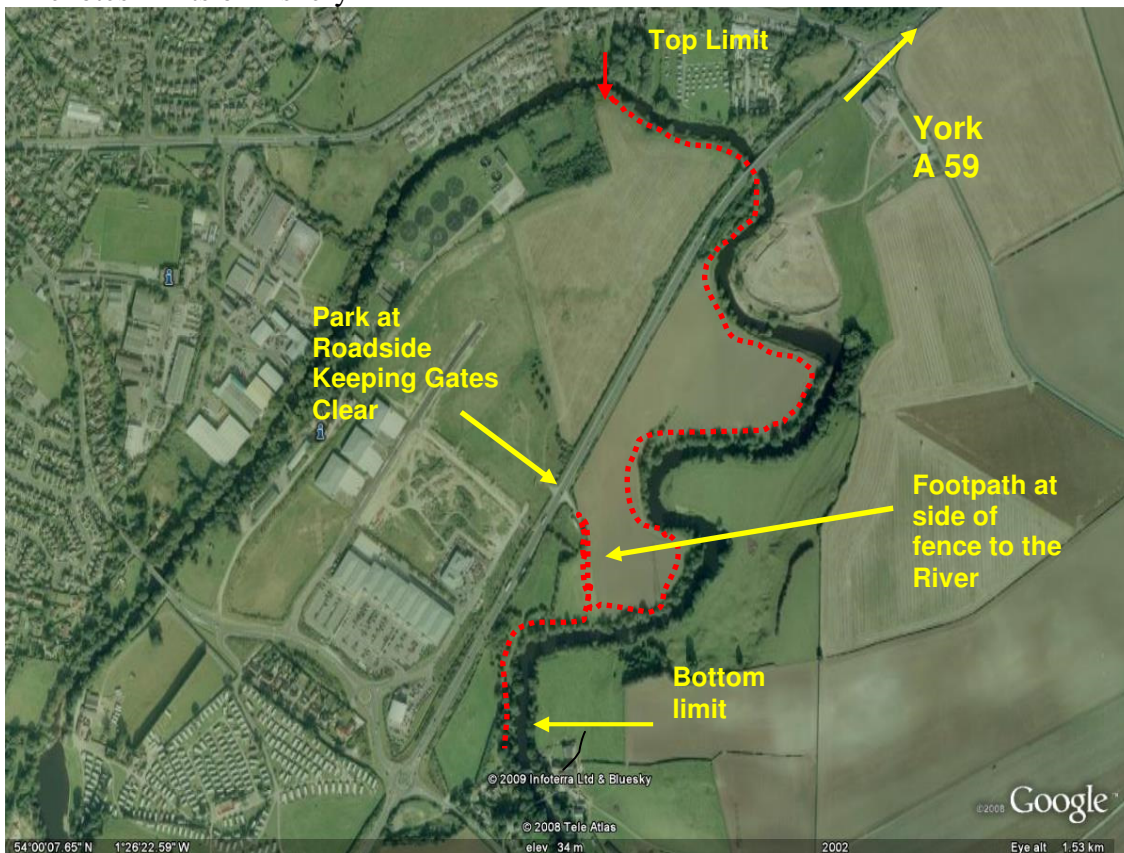 Top Limit
York
A 59
Park at
Roadside
Keeping Gates
Clear
Footpath at
side of
fence to the
River
Bottom
limit
© 2009 Infoterra Ltd & Bluesky
©2008 Google™
© 2008 Tele Atlas
54°00'07.65" N 1°26'22.59" W elev 34 m 2002 Eye alt 1.53 km